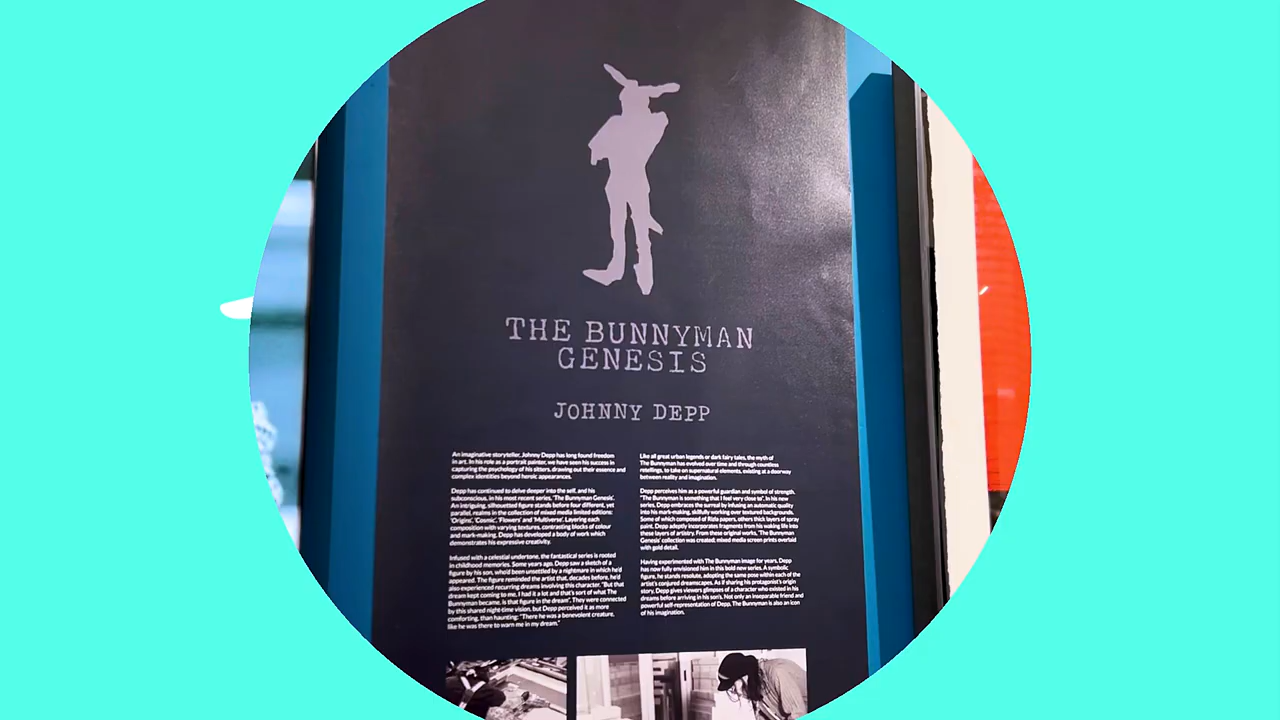 THE BUNNYMAN
GENESIS
JOHNNY DEPP
An imaginative storyteller, Johnny Depp has long found freedom
in art. In his role as a portrait painter, we have seen his success in
capturing the psychology of his sitters, drawing out their essence and
complex identities beyond heroic appearances.
Depp has continued to delve deeper into the self, and his
subconscious, in his most recent series, 'The Bunnyman Genesis'.
An intriguing, silhouetted figure stands before four different, yet
parallel, realms in the collection of mixed media limited editions:
'Origins', 'Cosmic', 'Flowers' and 'Multiverse'. Layering each
composition with varying textures, contrasting blocks of colour
and mark-making, Depp has developed a body of work which
demonstrates his expressive creativity.
Infused with a celestial undertone, the fantastical series is rooted
in childhood memories. Some years ago, Depp saw a sketch of a
figure by his son, who'd been unsettled by a nightmare in which he'd
appeared. The figure reminded the artist that, decades before, he'd
also experienced recurring dreams involving this character. "But that
dream kept coming to me, I had it a lot and that's sort of what The
Bunnyman became, is that figure in the dream". They were connected
by this shared night-time vision, but Depp perceived it as more
comforting, than haunting: "There he was a benevolent creature,
like he was there to warn me in my dream."
Like all great urban legends or dark fairy tales, the myth of
The Bunnyman has evolved over time and through countless
retellings, to take on supernatural elements, existing at a doorway
between reality and imagination.
Depp perceives him as a powerful guardian and symbol of strength.
"The Bunnyman is something that I feel very close to". In his new
series, Depp embraces the surreal by infusing an automatic quality
into his mark-making, skilfully working over textured backgrounds.
Some of which composed of Rizla papers, others thick layers of spray
paint, Depp adeptly incorporates fragments from his waking life into
these layers of artistry. From these original works, 'The Bunnyman
Genesis' collection was created; mixed media screen prints overlaid
with gold detail.
Having experimented with The Bunnyman image for years, Depp
has now fully envisioned him in this bold new series. A symbolic
figure, he stands resolute, adopting the same pose within each of the
artist's conjured dreamscapes. As if sharing his protagonist's origin
story, Depp gives viewers glimpses of a character who existed in his
dreams before arriving in his son's. Not only an inseparable friend and
powerful self-representation of Depp, The Bunnyman is also an icon
of his imagination.